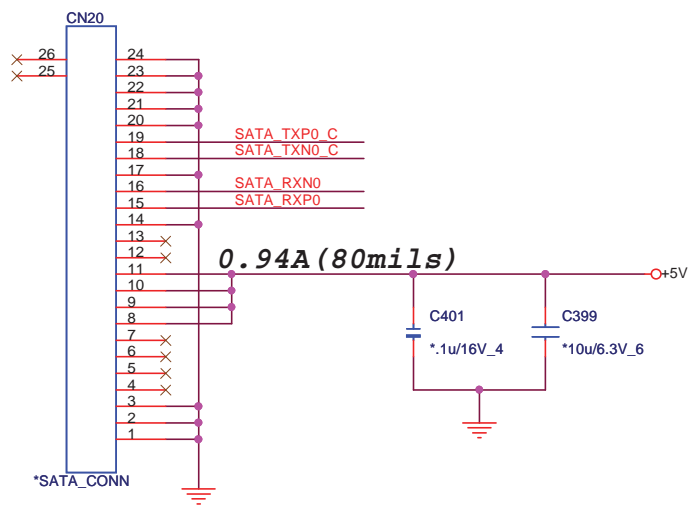 CN20
26
25
24
23
22
21
20
19 SATA_TXP0_C
18 SATA_TXN0_C
17
16 SATA_RXN0
15 SATA_RXP0
14
13
12
0.94A(80mils)
11
+5V
10
9
8
C401
*.1u/16V_4
C399
*10u/6.3V_6
7
6
5
4
3
2
1
*SATA_CONN